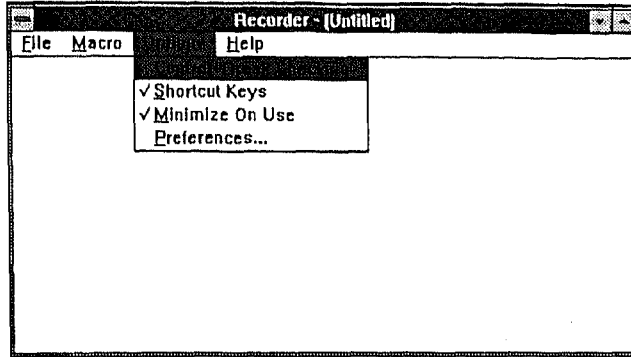 Recorder - (Untitled)
File Macro Help
✓ Shortcut Keys
✓ Minimize On Use
Preferences...